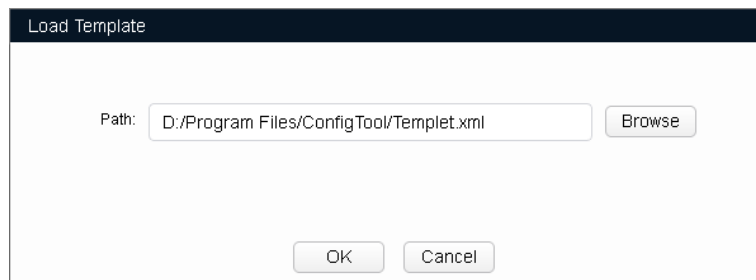 Load Template
Path: D:/Program Files/ConfigTool/Templet.xml Browse
OK Cancel